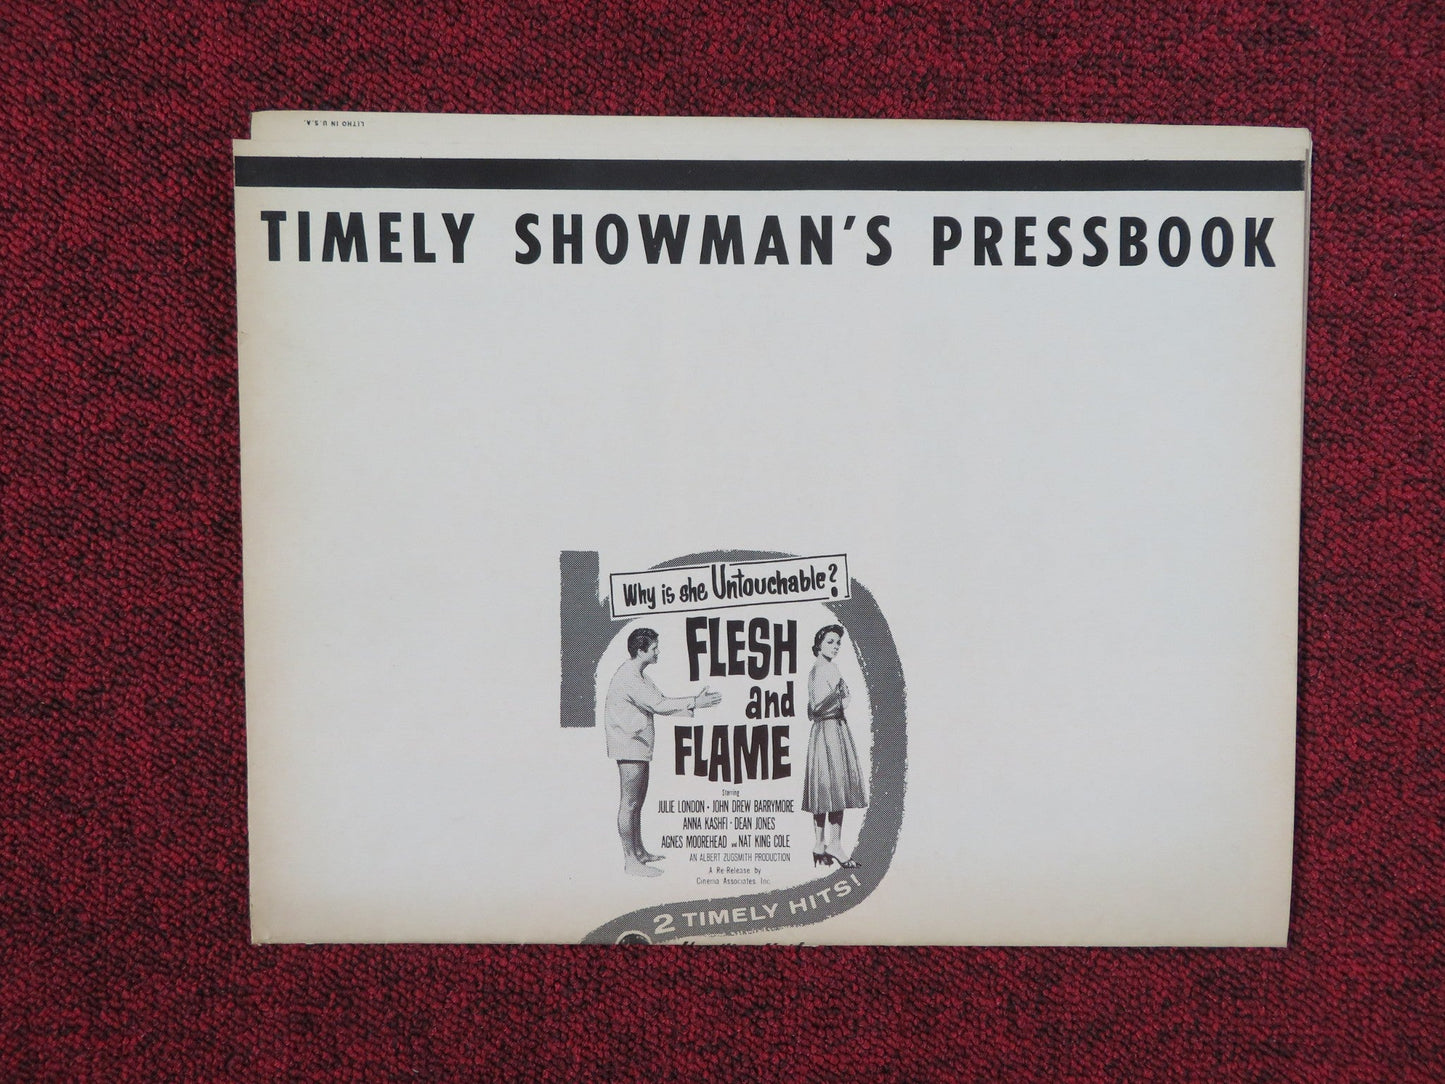 LITHO IN U.S.A.
TIMELY SHOWMAN'S PRESSBOOK
Why is she Untouchable?
FLESH
and
FLAME
Starring
JULIE LONDON • JOHN DREW BARRYMORE
ANNA KASHFI • DEAN JONES
AGNES MOOREHEAD and NAT KING COLE
AN ALBERT ZUGSMITH PRODUCTION
A Re-Release by
Cinema Associates, Inc.
2 TIMELY HITS!